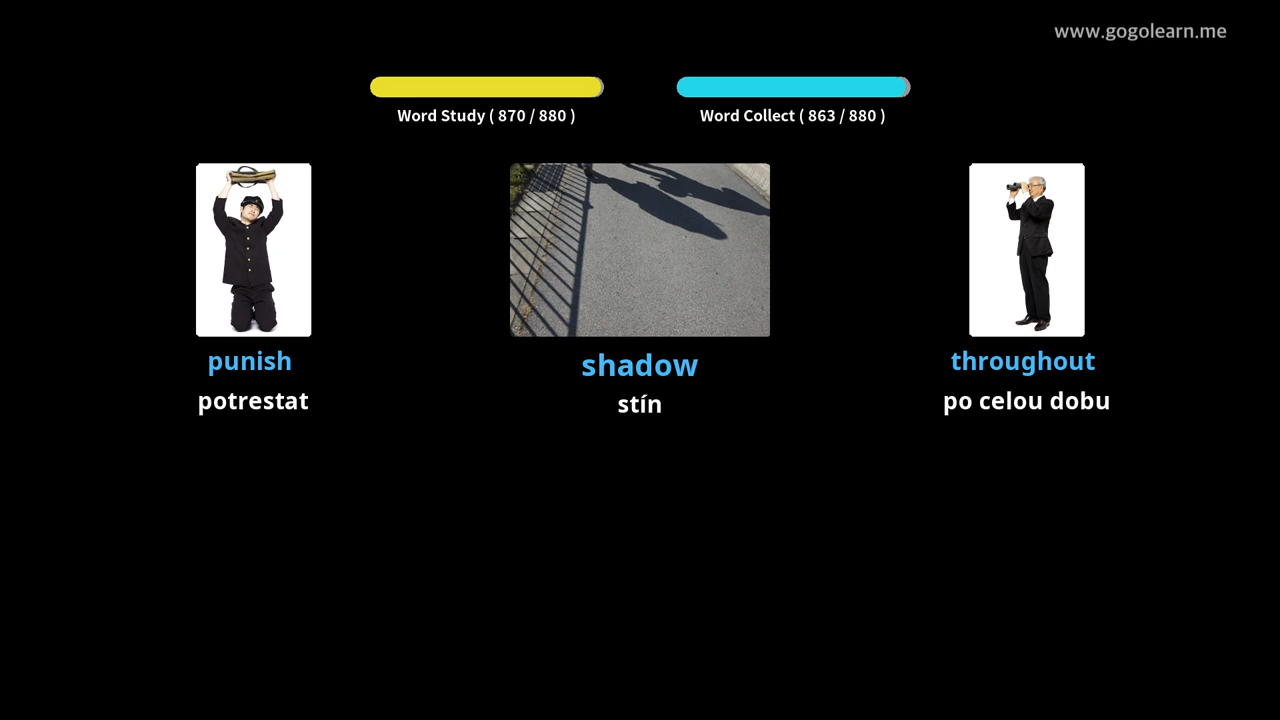 www.gogolearn.me
Word Study ( 870 / 880 )
Word Collect ( 863 / 880 )
punish
potrestat
shadow
stín
throughout
po celou dobu